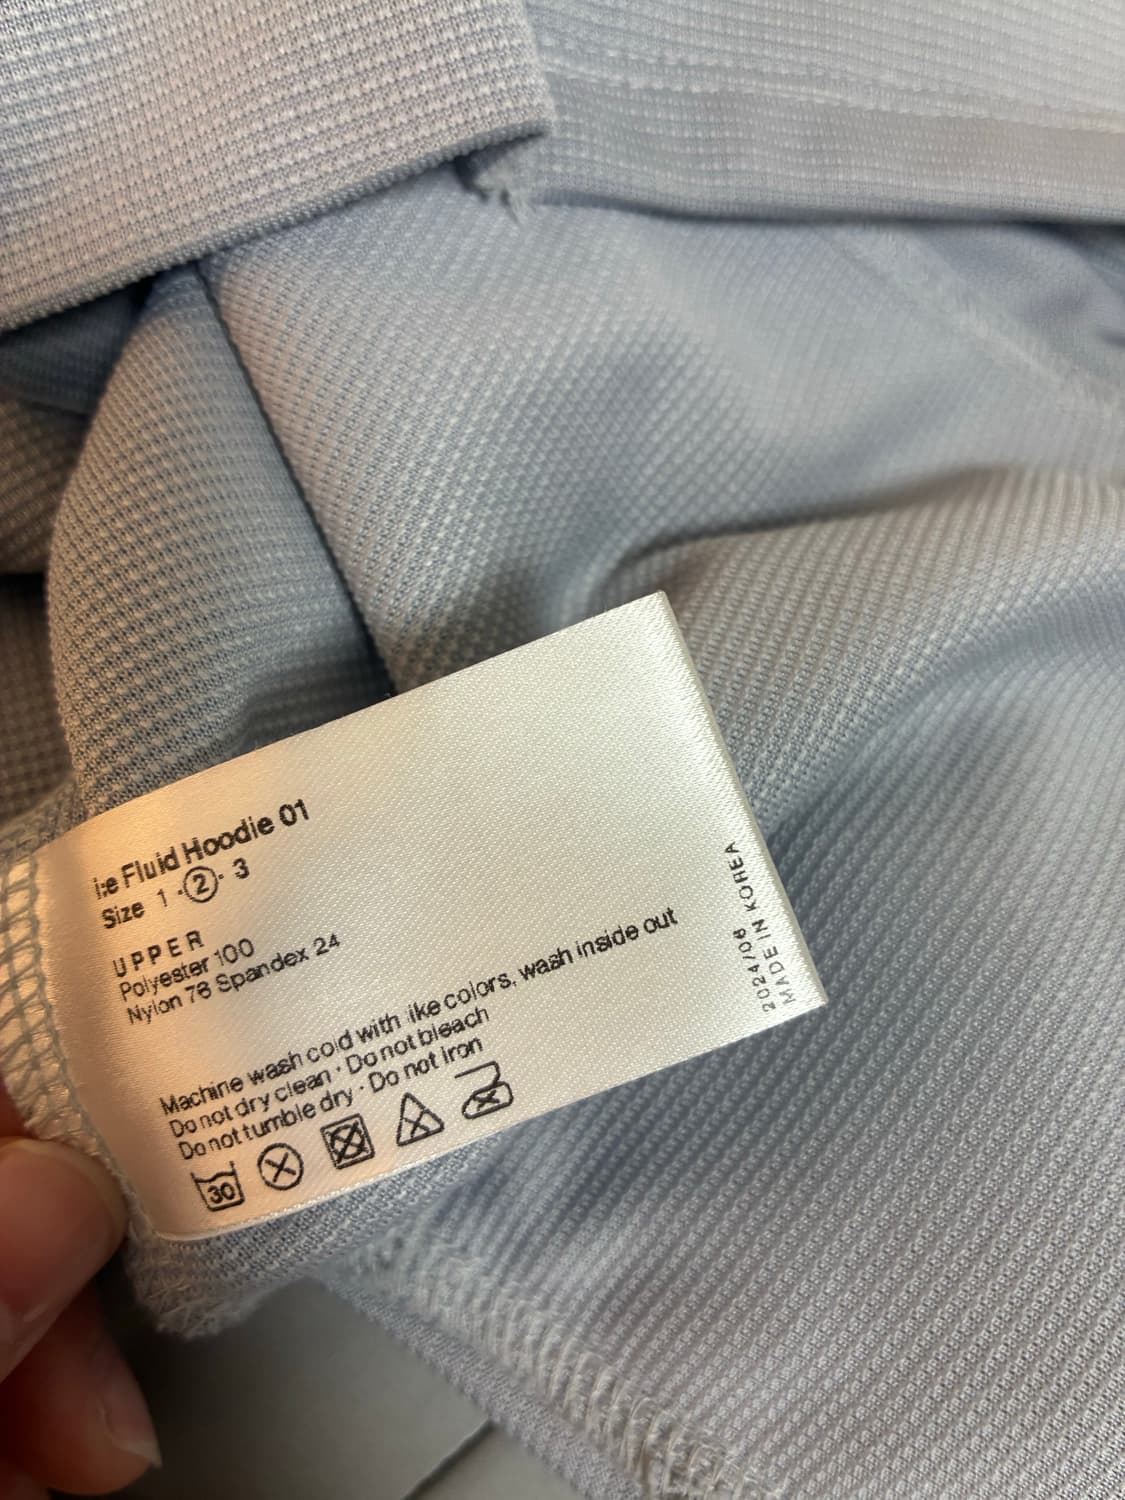 i:e Fluid Hoodie 01
Size 1 · 2 · 3
UPPER
Polyester 100
Nylon 76 Spandex 24
Machine wash cold with like colors, wash inside out
Do not dry clean · Do not bleach
Do not tumble dry · Do not iron
30
2024/06
MADE IN KOREA